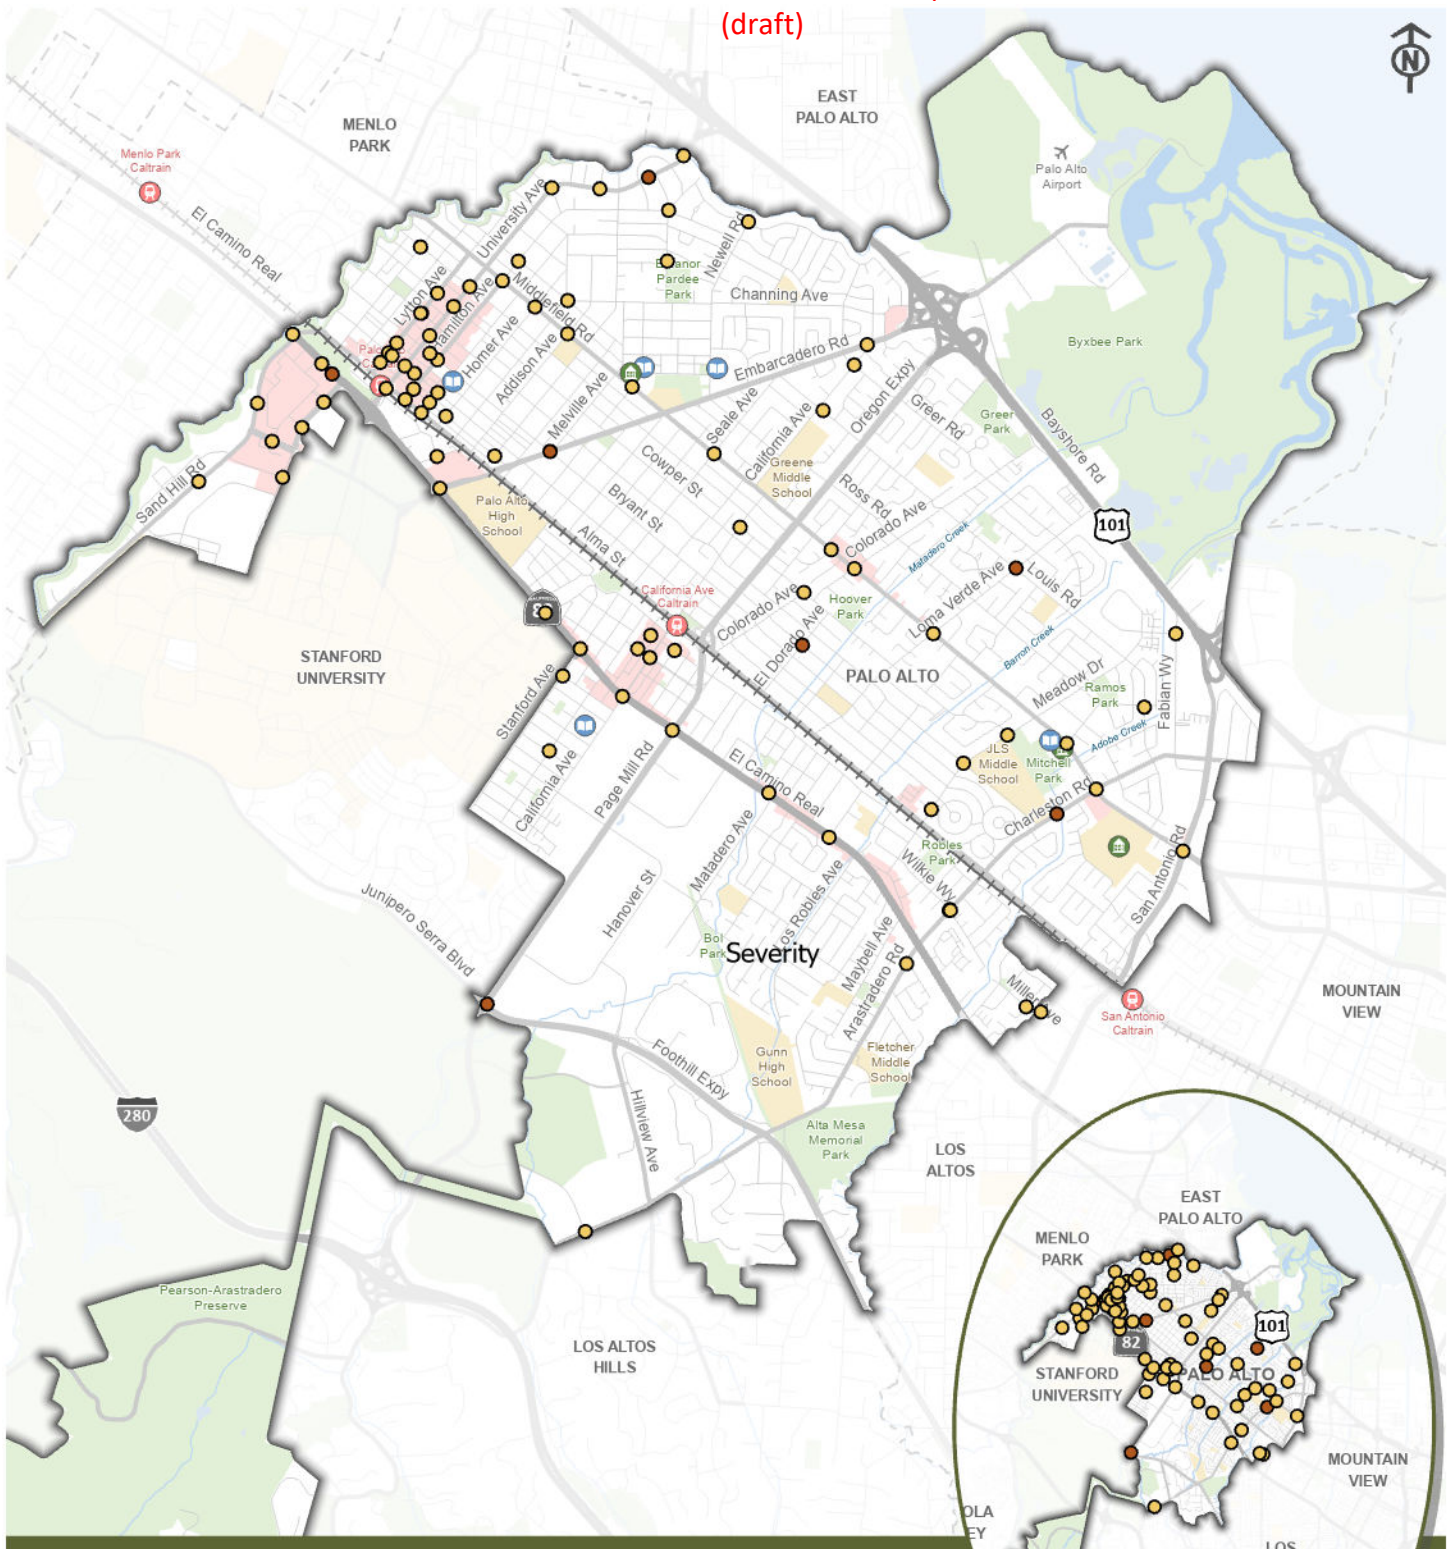 (draft)
N
EAST
PALO ALTO
MENLO
PARK
Menlo Park
Caltrain
Palo Alto
Airport
El Camino Real
University Ave
Newell Rd
Lytton Ave
Hamilton Ave
Middlefield Rd
Eleanor
Pardee
Park
Channing Ave
Homer Ave
Addison Ave
Embarcadero Rd
Byxbee Park
Melville Ave
Seale Ave
California Ave
Oregon Expy
Greer Rd
Greer
Park
Bayshore Rd
Cowper St
Greene
Middle
School
Sand Hill Rd
Palo Alto
High
School
Bryant St
Ross Rd
Colorado Ave
101
Alma St
Matadero Creek
California Ave
Caltrain
Colorado Ave
Hoover
Park
Loma Verde Ave
Louis Rd
El Dorado Ave
Barron Creek
STANFORD
UNIVERSITY
PALO ALTO
Meadow Dr
Ramos
Park
Fabian Wy
Stanford Ave
Adobe Creek
JLS
Middle
School
Mitchell
Park
California Ave
Page Mill Rd
El Camino Real
Charleston Rd
Matadero Ave
Robles
Park
Wilkie Wy
San Antonio Rd
Junipero Serra Blvd
Hanover St
Los Robles Ave
Bol
Park
Severity
Maybell Ave
Arastradero Rd
Miller Ave
MOUNTAIN
VIEW
San Antonio
Caltrain
Foothill Expy
Gunn
High
School
Fletcher
Middle
School
280
Hillview Ave
Alta Mesa
Memorial
Park
LOS
ALTOS
Pearson-Arastradero
Preserve
LOS ALTOS
HILLS
EAST
PALO ALTO
MENLO
PARK
101
82
STANFORD
UNIVERSITY
PALO ALTO
MOUNTAIN
VIEW
OLA
EY
LOS